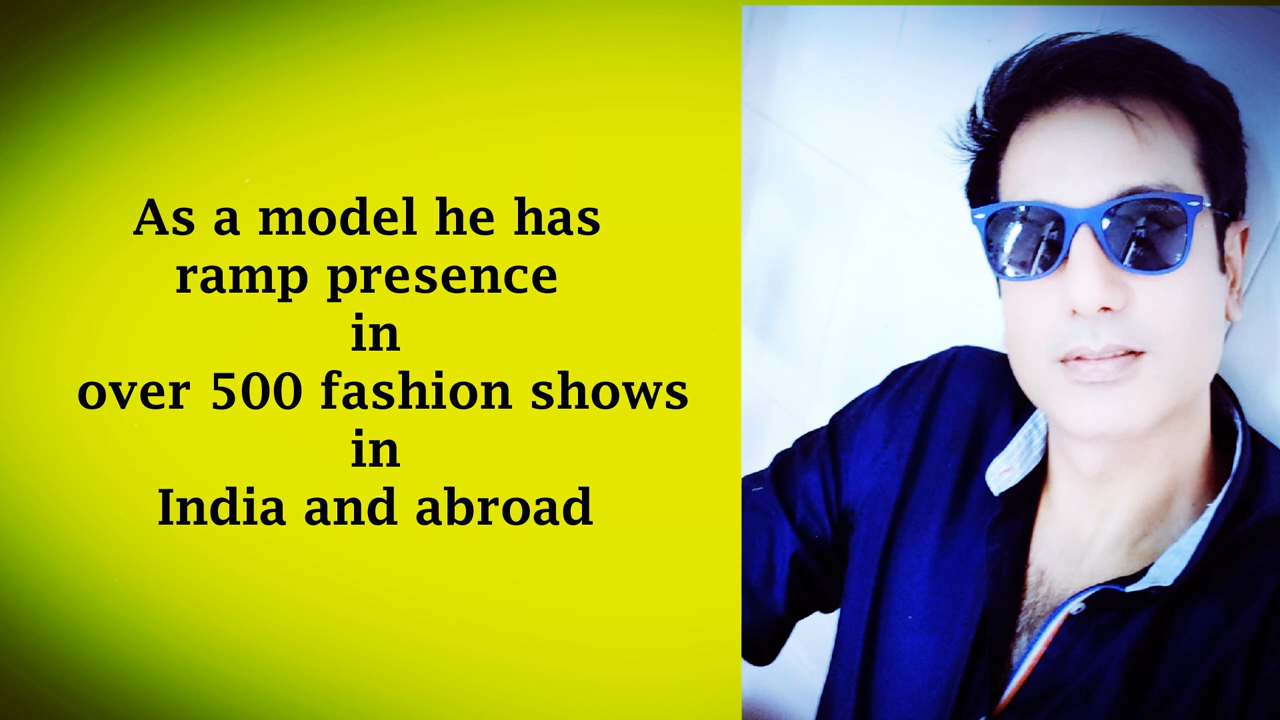 As a model he has
ramp presence
in
over 500 fashion shows
in
India and abroad